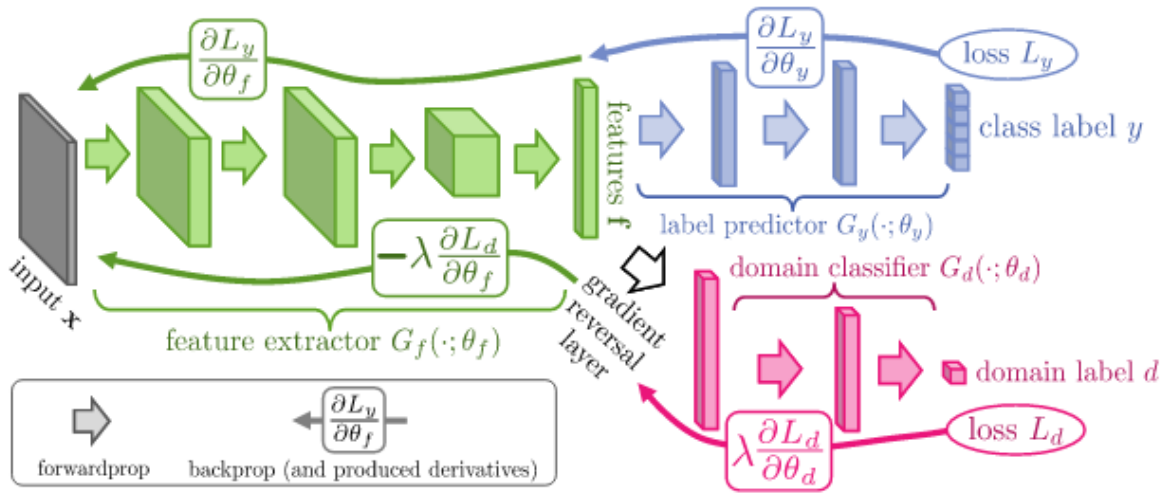 ∂L_y/∂θ_f
∂L_y/∂θ_y
loss L_y
features f
class label y
label predictor G_y(·; θ_y)
input x
−λ ∂L_d/∂θ_f
feature extractor G_f(·; θ_f)
gradient
reversal
layer
domain classifier G_d(·; θ_d)
domain label d
λ ∂L_d/∂θ_d
loss L_d
forwardprop
∂L_y/∂θ_f
backprop (and produced derivatives)